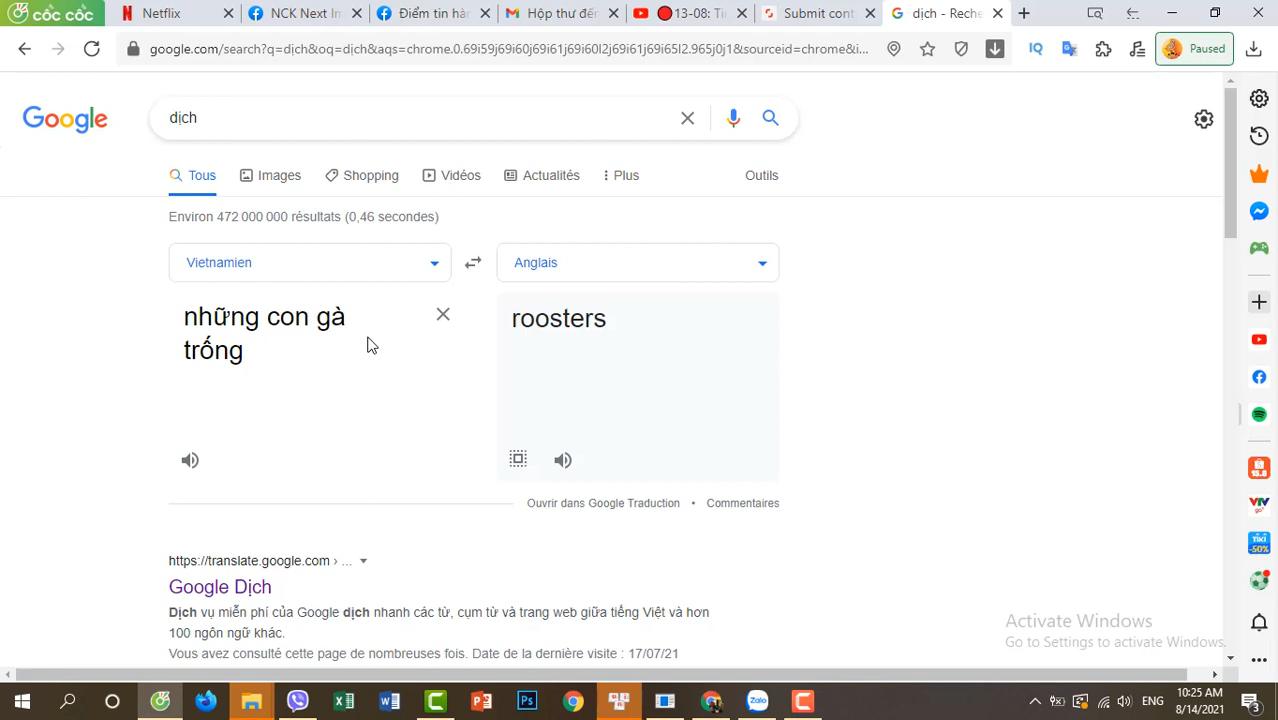 Netflix
NCK Next Im
Điểm tin hàn
Hộp thư đến
13-08: Tin
Submit cont
dịch - Reche
cốc cốc
google.com/search?q=dịch&oq=dịch&aqs=chrome.0.69i59j69i60j69i61j69i60l2j69i61j69i65l2.965j0j1&sourceid=chrome&i...
IQ
Paused
Google
dịch
Tous
Images
Shopping
Vidéos
Actualités
Plus
Outils
Environ 472 000 000 résultats (0,46 secondes)
Vietnamien
Anglais
những con gà
trống
roosters
Ouvrir dans Google Traduction • Commentaires
https://translate.google.com › ...
Google Dịch
Dịch vụ miễn phí của Google dịch nhanh các từ, cụm từ và trang web giữa tiếng Việt và hơn
100 ngôn ngữ khác.
Vous avez consulté cette page de nombreuses fois. Date de la dernière visite : 17/07/21
Activate Windows
Go to Settings to activate Windows.
ENG
10:25 AM
8/14/2021